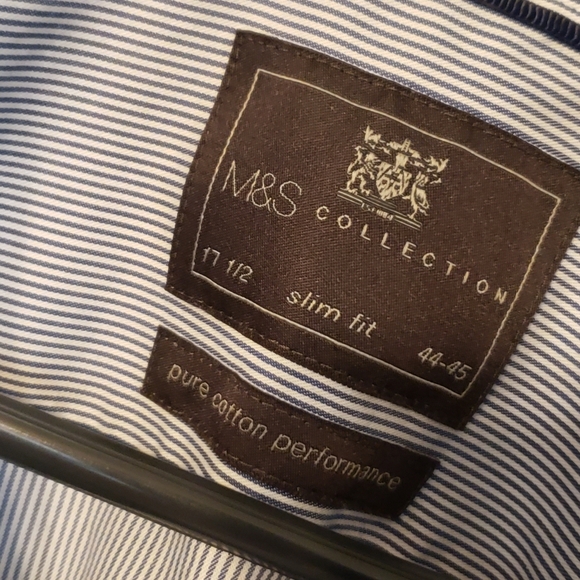 M&S COLLECTION
17 1/2 slim fit 44-45
pure cotton performance